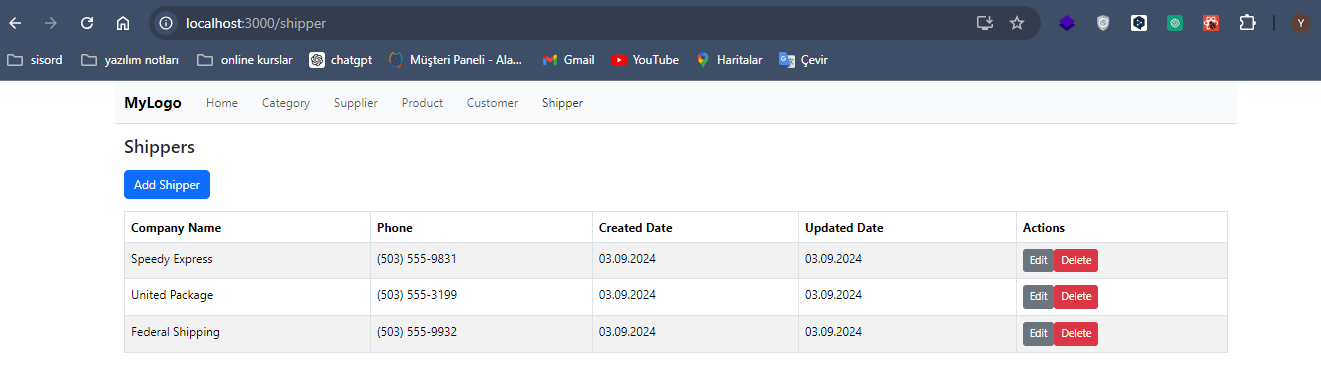 localhost:3000/shipper
Y
sisord yazılım notları online kurslar chatgpt Müşteri Paneli - Ala... Gmail YouTube Haritalar Çevir
MyLogo Home Category Supplier Product Customer Shipper
Shippers
Add Shipper
Company Name Phone Created Date Updated Date Actions
Speedy Express (503) 555-9831 03.09.2024 03.09.2024 Edit Delete
United Package (503) 555-3199 03.09.2024 03.09.2024 Edit Delete
Federal Shipping (503) 555-9932 03.09.2024 03.09.2024 Edit Delete